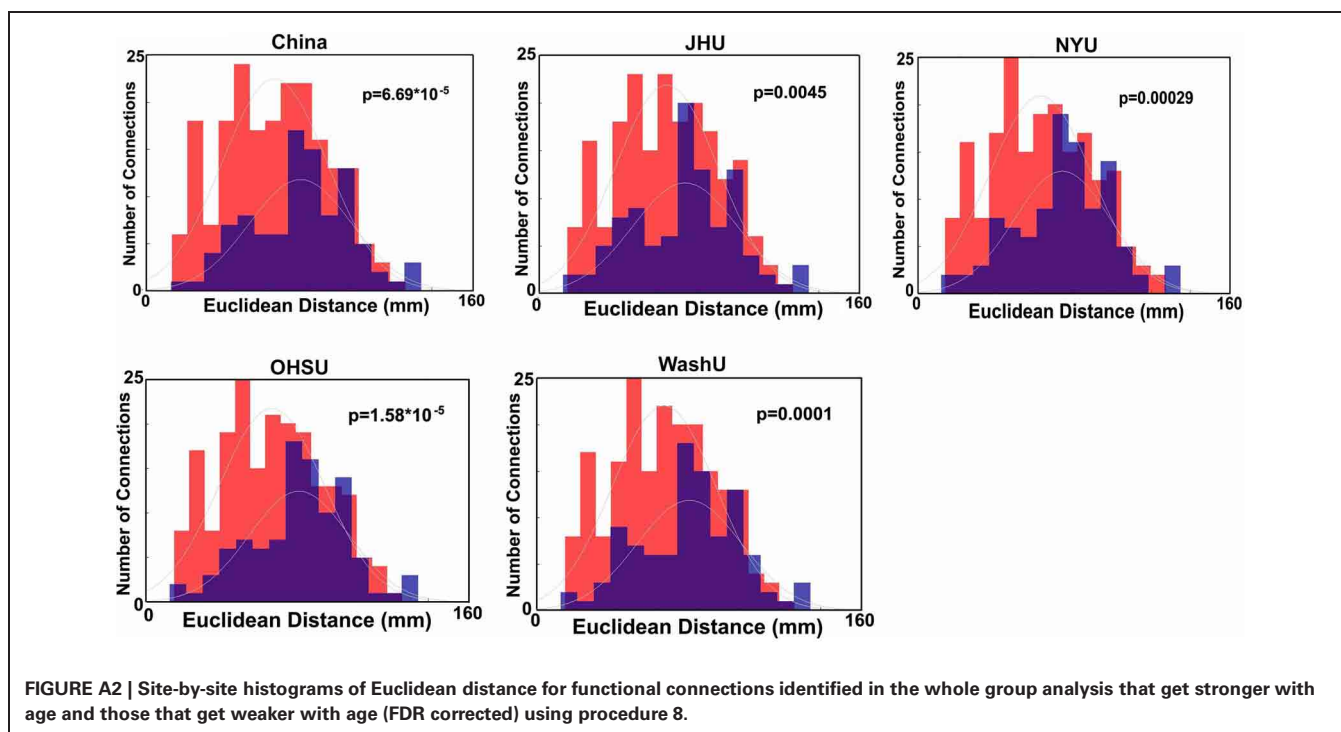 China
25
p=6.69*10-5
Number of Connections
0
0
160
Euclidean Distance (mm)
JHU
25
p=0.0045
Number of Connections
0
0
160
Euclidean Distance (mm)
NYU
25
p=0.00029
Number of Connections
0
0
160
Euclidean Distance (mm)
OHSU
25
p=1.58*10-5
Number of Connections
0
0
160
Euclidean Distance (mm)
WashU
25
p=0.0001
Number of Connections
0
0
160
Euclidean Distance (mm)
FIGURE A2 | Site-by-site histograms of Euclidean distance for functional connections identified in the whole group analysis that get stronger with
age and those that get weaker with age (FDR corrected) using procedure 8.